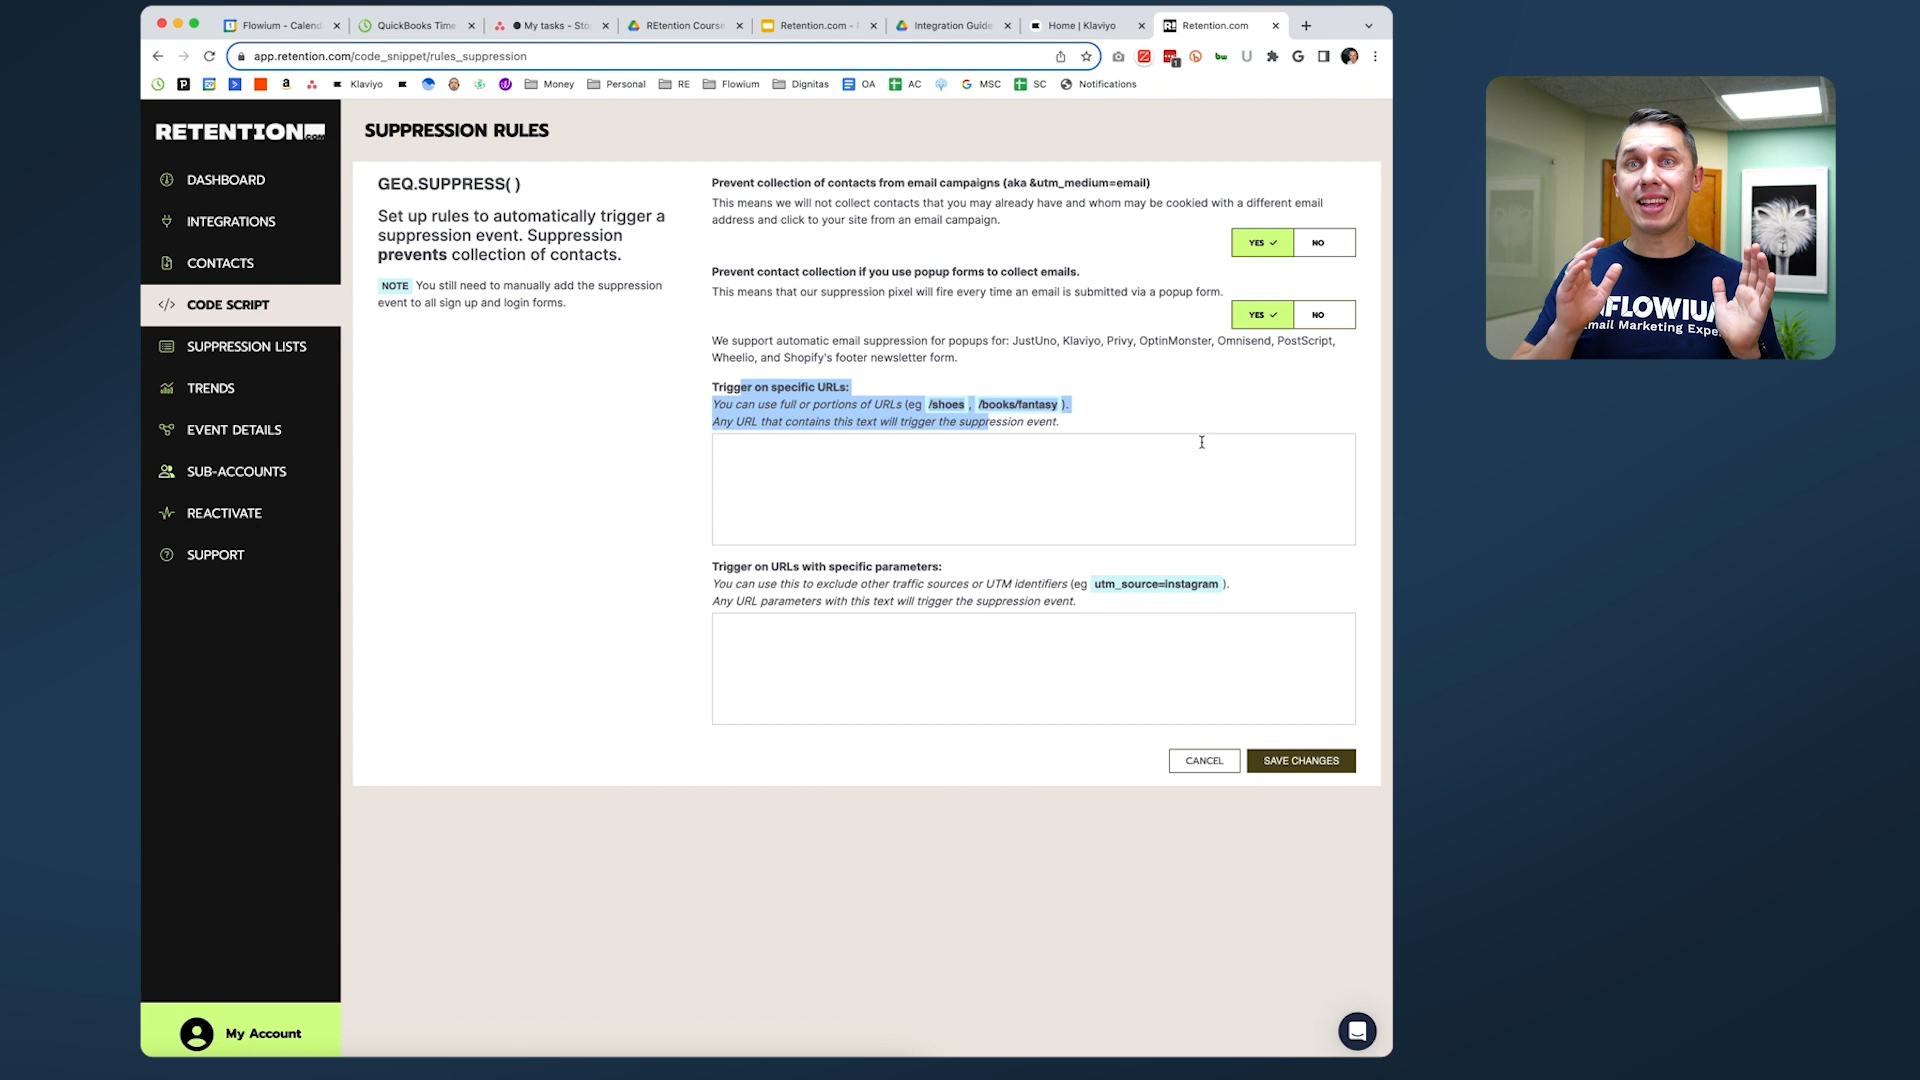 Flowium - Calend
QuickBooks Time
My tasks - Sto
REtention Course
Retention.com -
Integration Guide
Home | Klaviyo
Retention.com
app.retention.com/code_snippet/rules_suppression
Klaviyo
Money
Personal
RE
Flowium
Dignitas
OA
AC
MSC
SC
Notifications
RETENTION.COM
DASHBOARD
INTEGRATIONS
CONTACTS
CODE SCRIPT
SUPPRESSION LISTS
TRENDS
EVENT DETAILS
SUB-ACCOUNTS
REACTIVATE
SUPPORT
My Account
SUPPRESSION RULES
GEQ.SUPPRESS( )
Set up rules to automatically trigger a
suppression event. Suppression
prevents collection of contacts.
NOTE You still need to manually add the suppression
event to all sign up and login forms.
Prevent collection of contacts from email campaigns (aka &utm_medium=email)
This means we will not collect contacts that you may already have and whom may be cookied with a different email
address and click to your site from an email campaign.
YES ✓ NO
Prevent contact collection if you use popup forms to collect emails.
This means that our suppression pixel will fire every time an email is submitted via a popup form.
YES ✓ NO
We support automatic email suppression for popups for: JustUno, Klaviyo, Privy, OptinMonster, Omnisend, PostScript,
Wheelio, and Shopify's footer newsletter form.
Trigger on specific URLs:
You can use full or portions of URLs (eg /shoes , /books/fantasy ).
Any URL that contains this text will trigger the suppression event.
Trigger on URLs with specific parameters:
You can use this to exclude other traffic sources or UTM identifiers (eg utm_source=instagram ).
Any URL parameters with this text will trigger the suppression event.
CANCEL SAVE CHANGES
FLOWIU
mail Marketing Expe